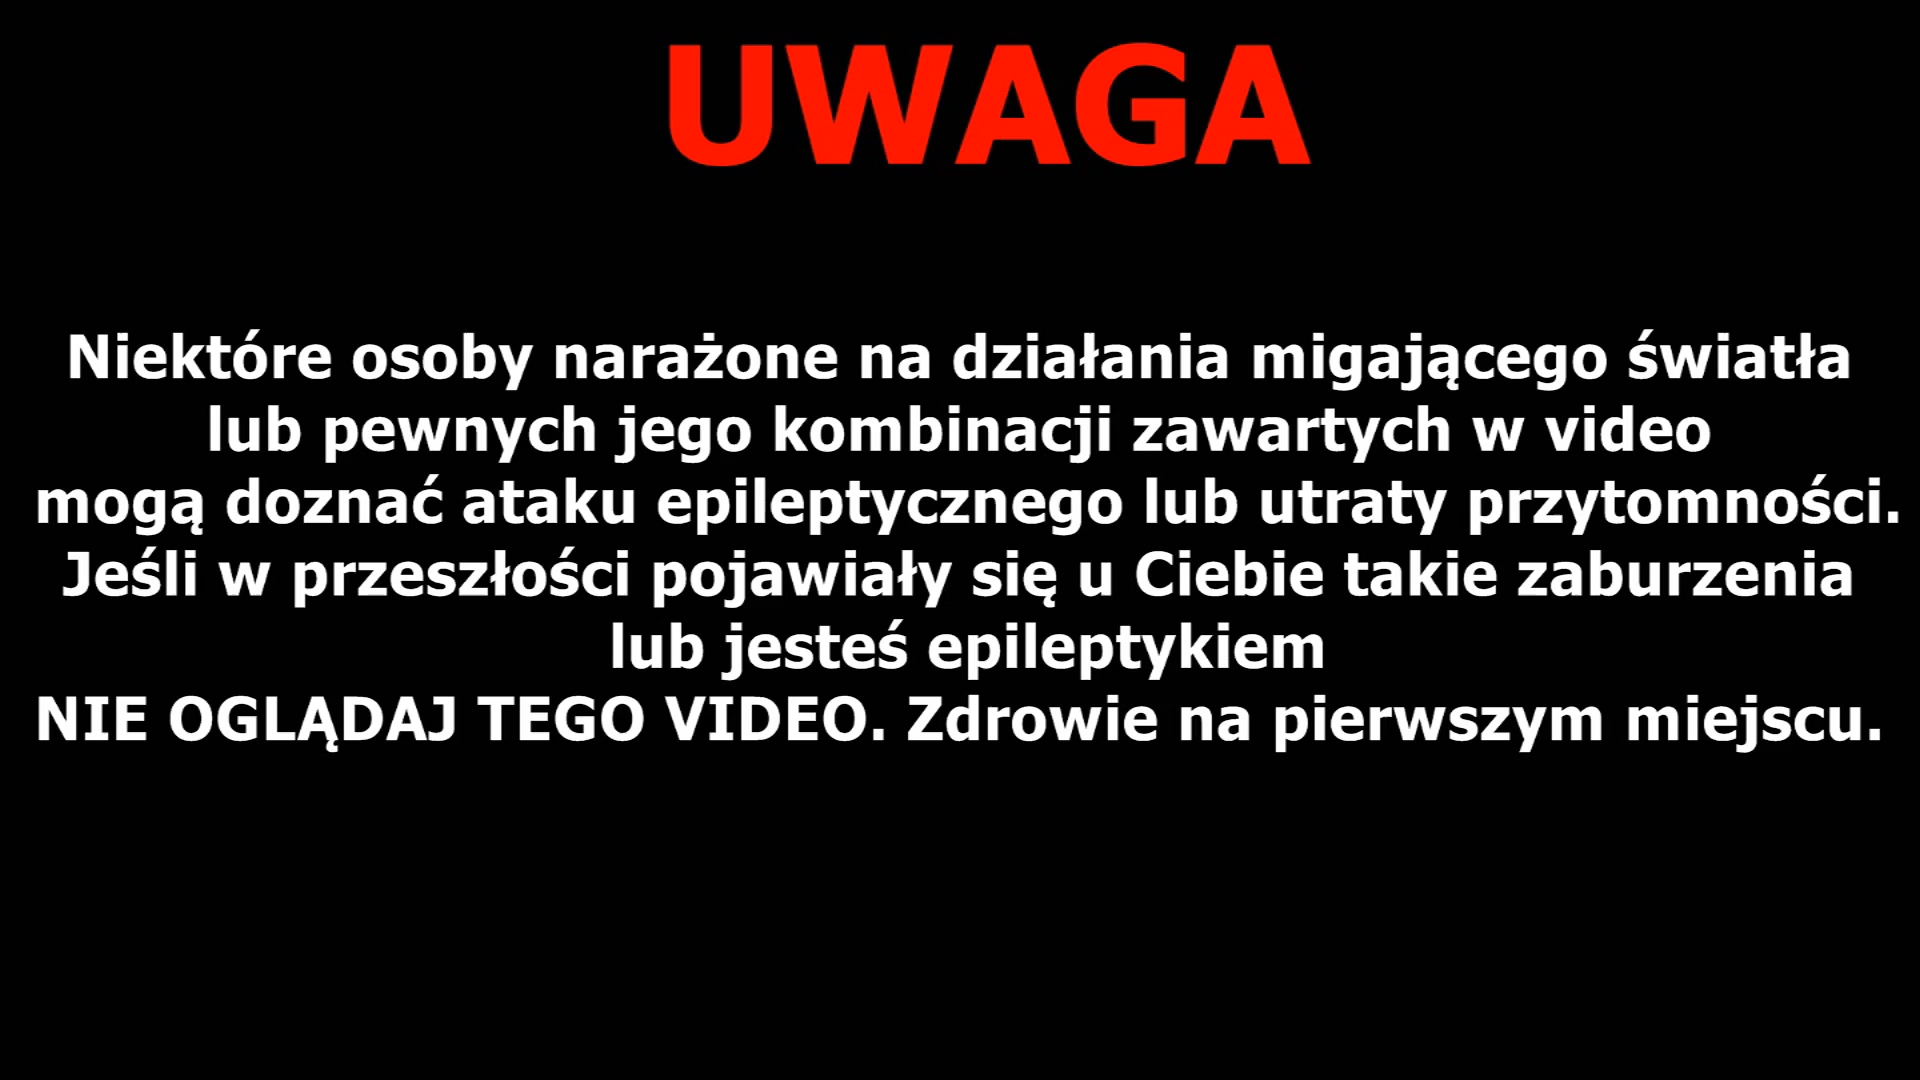 UWAGA
Niektóre osoby narażone na działania migającego światła
lub pewnych jego kombinacji zawartych w video
mogą doznać ataku epileptycznego lub utraty przytomności.
Jeśli w przeszłości pojawiały się u Ciebie takie zaburzenia
lub jesteś epileptykiem
NIE OGLĄDAJ TEGO VIDEO. Zdrowie na pierwszym miejscu.